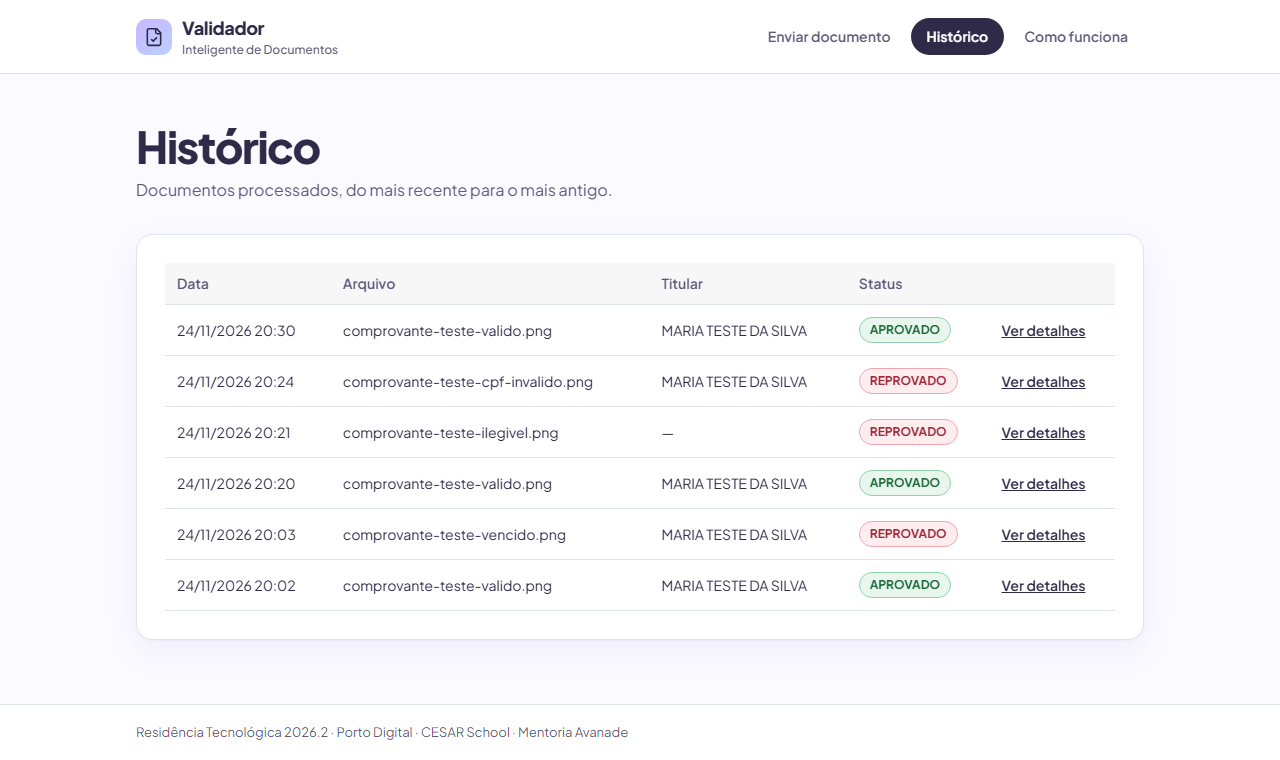 Validador
Inteligente de Documentos
Enviar documento
Histórico
Como funciona
Histórico
Documentos processados, do mais recente para o mais antigo.
Data Arquivo Titular Status
24/11/2026 20:30 comprovante-teste-valido.png MARIA TESTE DA SILVA APROVADO Ver detalhes
24/11/2026 20:24 comprovante-teste-cpf-invalido.png MARIA TESTE DA SILVA REPROVADO Ver detalhes
24/11/2026 20:21 comprovante-teste-ilegivel.png — REPROVADO Ver detalhes
24/11/2026 20:20 comprovante-teste-valido.png MARIA TESTE DA SILVA APROVADO Ver detalhes
24/11/2026 20:03 comprovante-teste-vencido.png MARIA TESTE DA SILVA REPROVADO Ver detalhes
24/11/2026 20:02 comprovante-teste-valido.png MARIA TESTE DA SILVA APROVADO Ver detalhes
Residência Tecnológica 2026.2 · Porto Digital · CESAR School · Mentoria Avanade